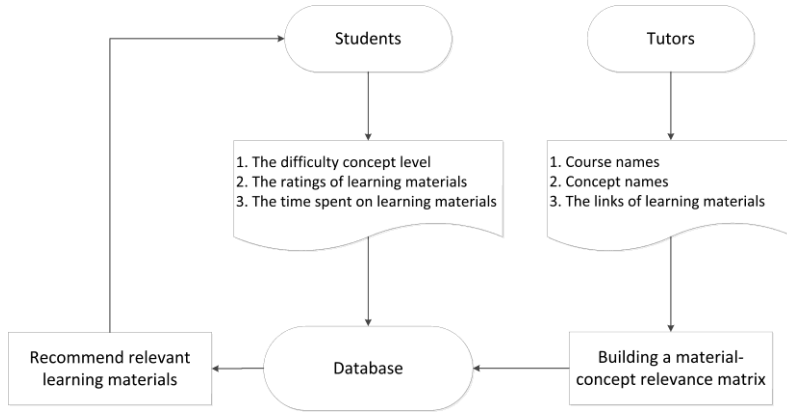 Students
Tutors
1. The difficulty concept level
2. The ratings of learning materials
3. The time spent on learning materials
1. Course names
2. Concept names
3. The links of learning materials
Recommend relevant
learning materials
Database
Building a material-
concept relevance matrix